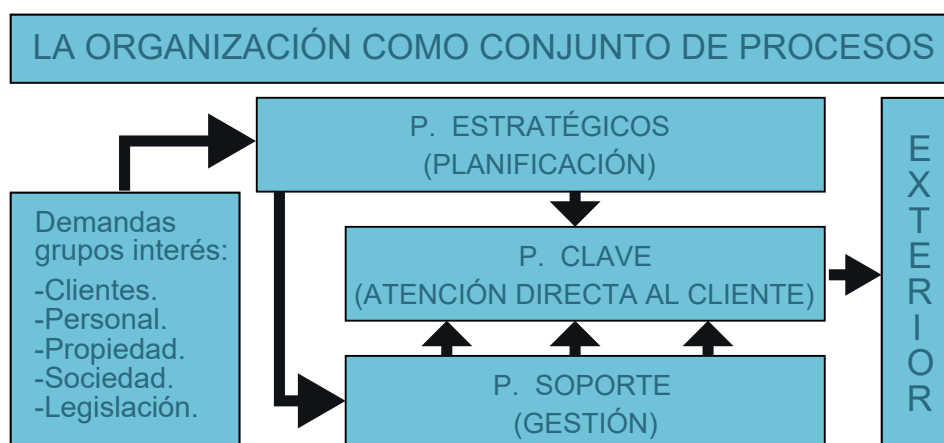 LA ORGANIZACIÓN COMO CONJUNTO DE PROCESOS
P. ESTRATÉGICOS
(PLANIFICACIÓN)
Demandas
grupos interés:
-Clientes.
-Personal.
-Propiedad.
-Sociedad.
-Legislación.
P. CLAVE
(ATENCIÓN DIRECTA AL CLIENTE)
P. SOPORTE
(GESTIÓN)
EXTERIOR